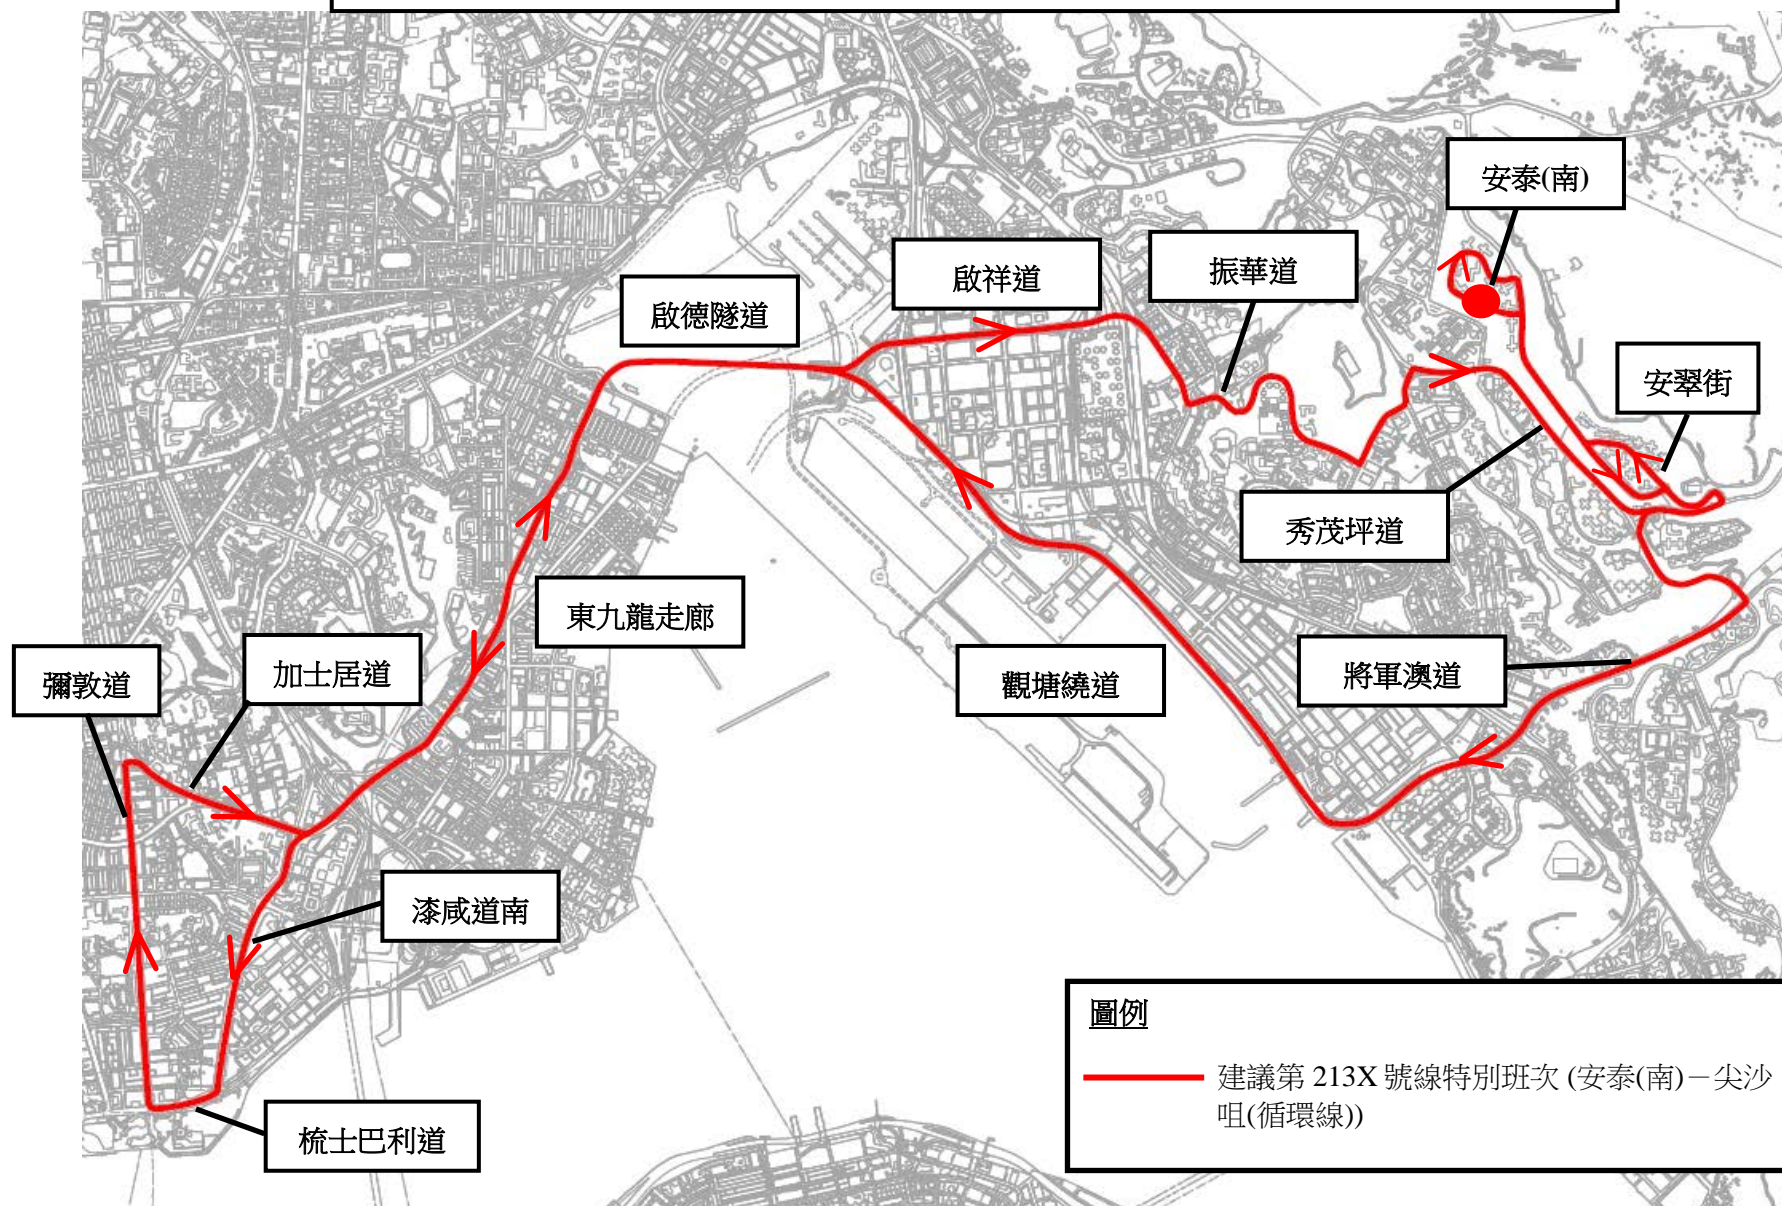 安泰(南)
振華道
啟祥道
啟德隧道
安翠街
秀茂坪道
東九龍走廊
加士居道
彌敦道
觀塘繞道
將軍澳道
漆咸道南
梳士巴利道
圖例
建議第 213X 號線特別班次 (安泰(南)－尖沙
咀(循環線))